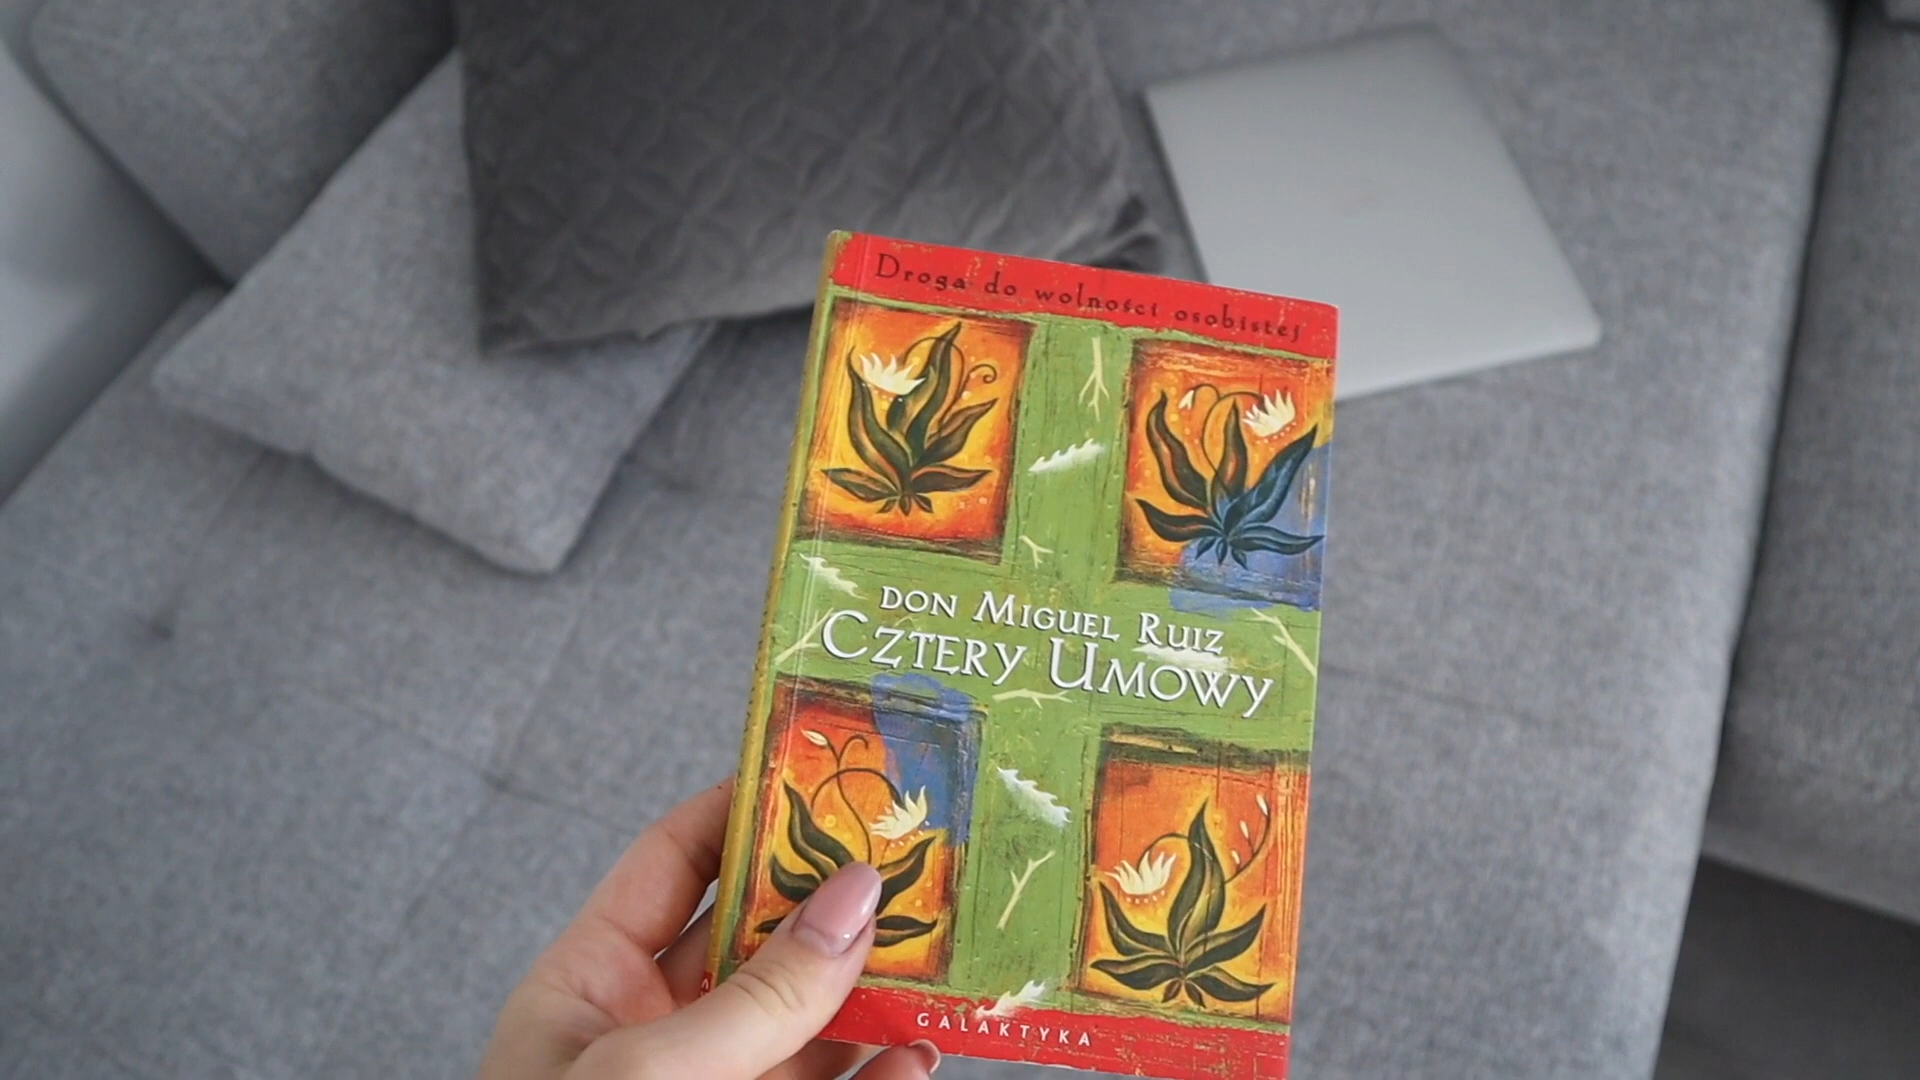 Droga do wolności osobistej
DON MIGUEL RUIZ
CZTERY UMOWY
GALAKTYKA